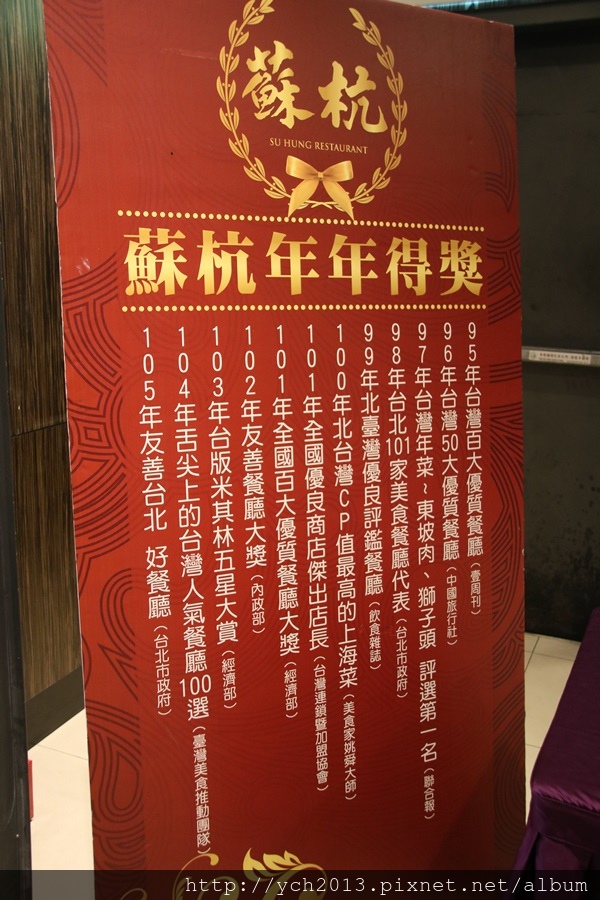 蘇杭
SU HUNG RESTAURANT
蘇杭年年得獎
95年台灣百大優質餐廳（壹周刊）
96年台灣50大優質餐廳（中國旅行社）
97年台灣年菜~東坡肉、獅子頭 評選第一名（聯合報）
98年台北101家美食餐廳代表（台北市政府）
99年北臺灣優良評鑑餐廳（飲食雜誌）
100年北台灣CP值最高的上海菜（美食家姚舜大師）
101年全國優良商店傑出店長（台灣連鎖暨加盟協會）
101年全國百大優質餐廳大獎（經濟部）
102年友善餐廳大獎（內政部）
103年台版米其林五星大賞（經濟部）
104年舌尖上的台灣人氣餐廳100選（臺灣美食推動團隊）
105年友善台北 好餐廳（台北市政府）
http://ych2013.pixnet.net/album